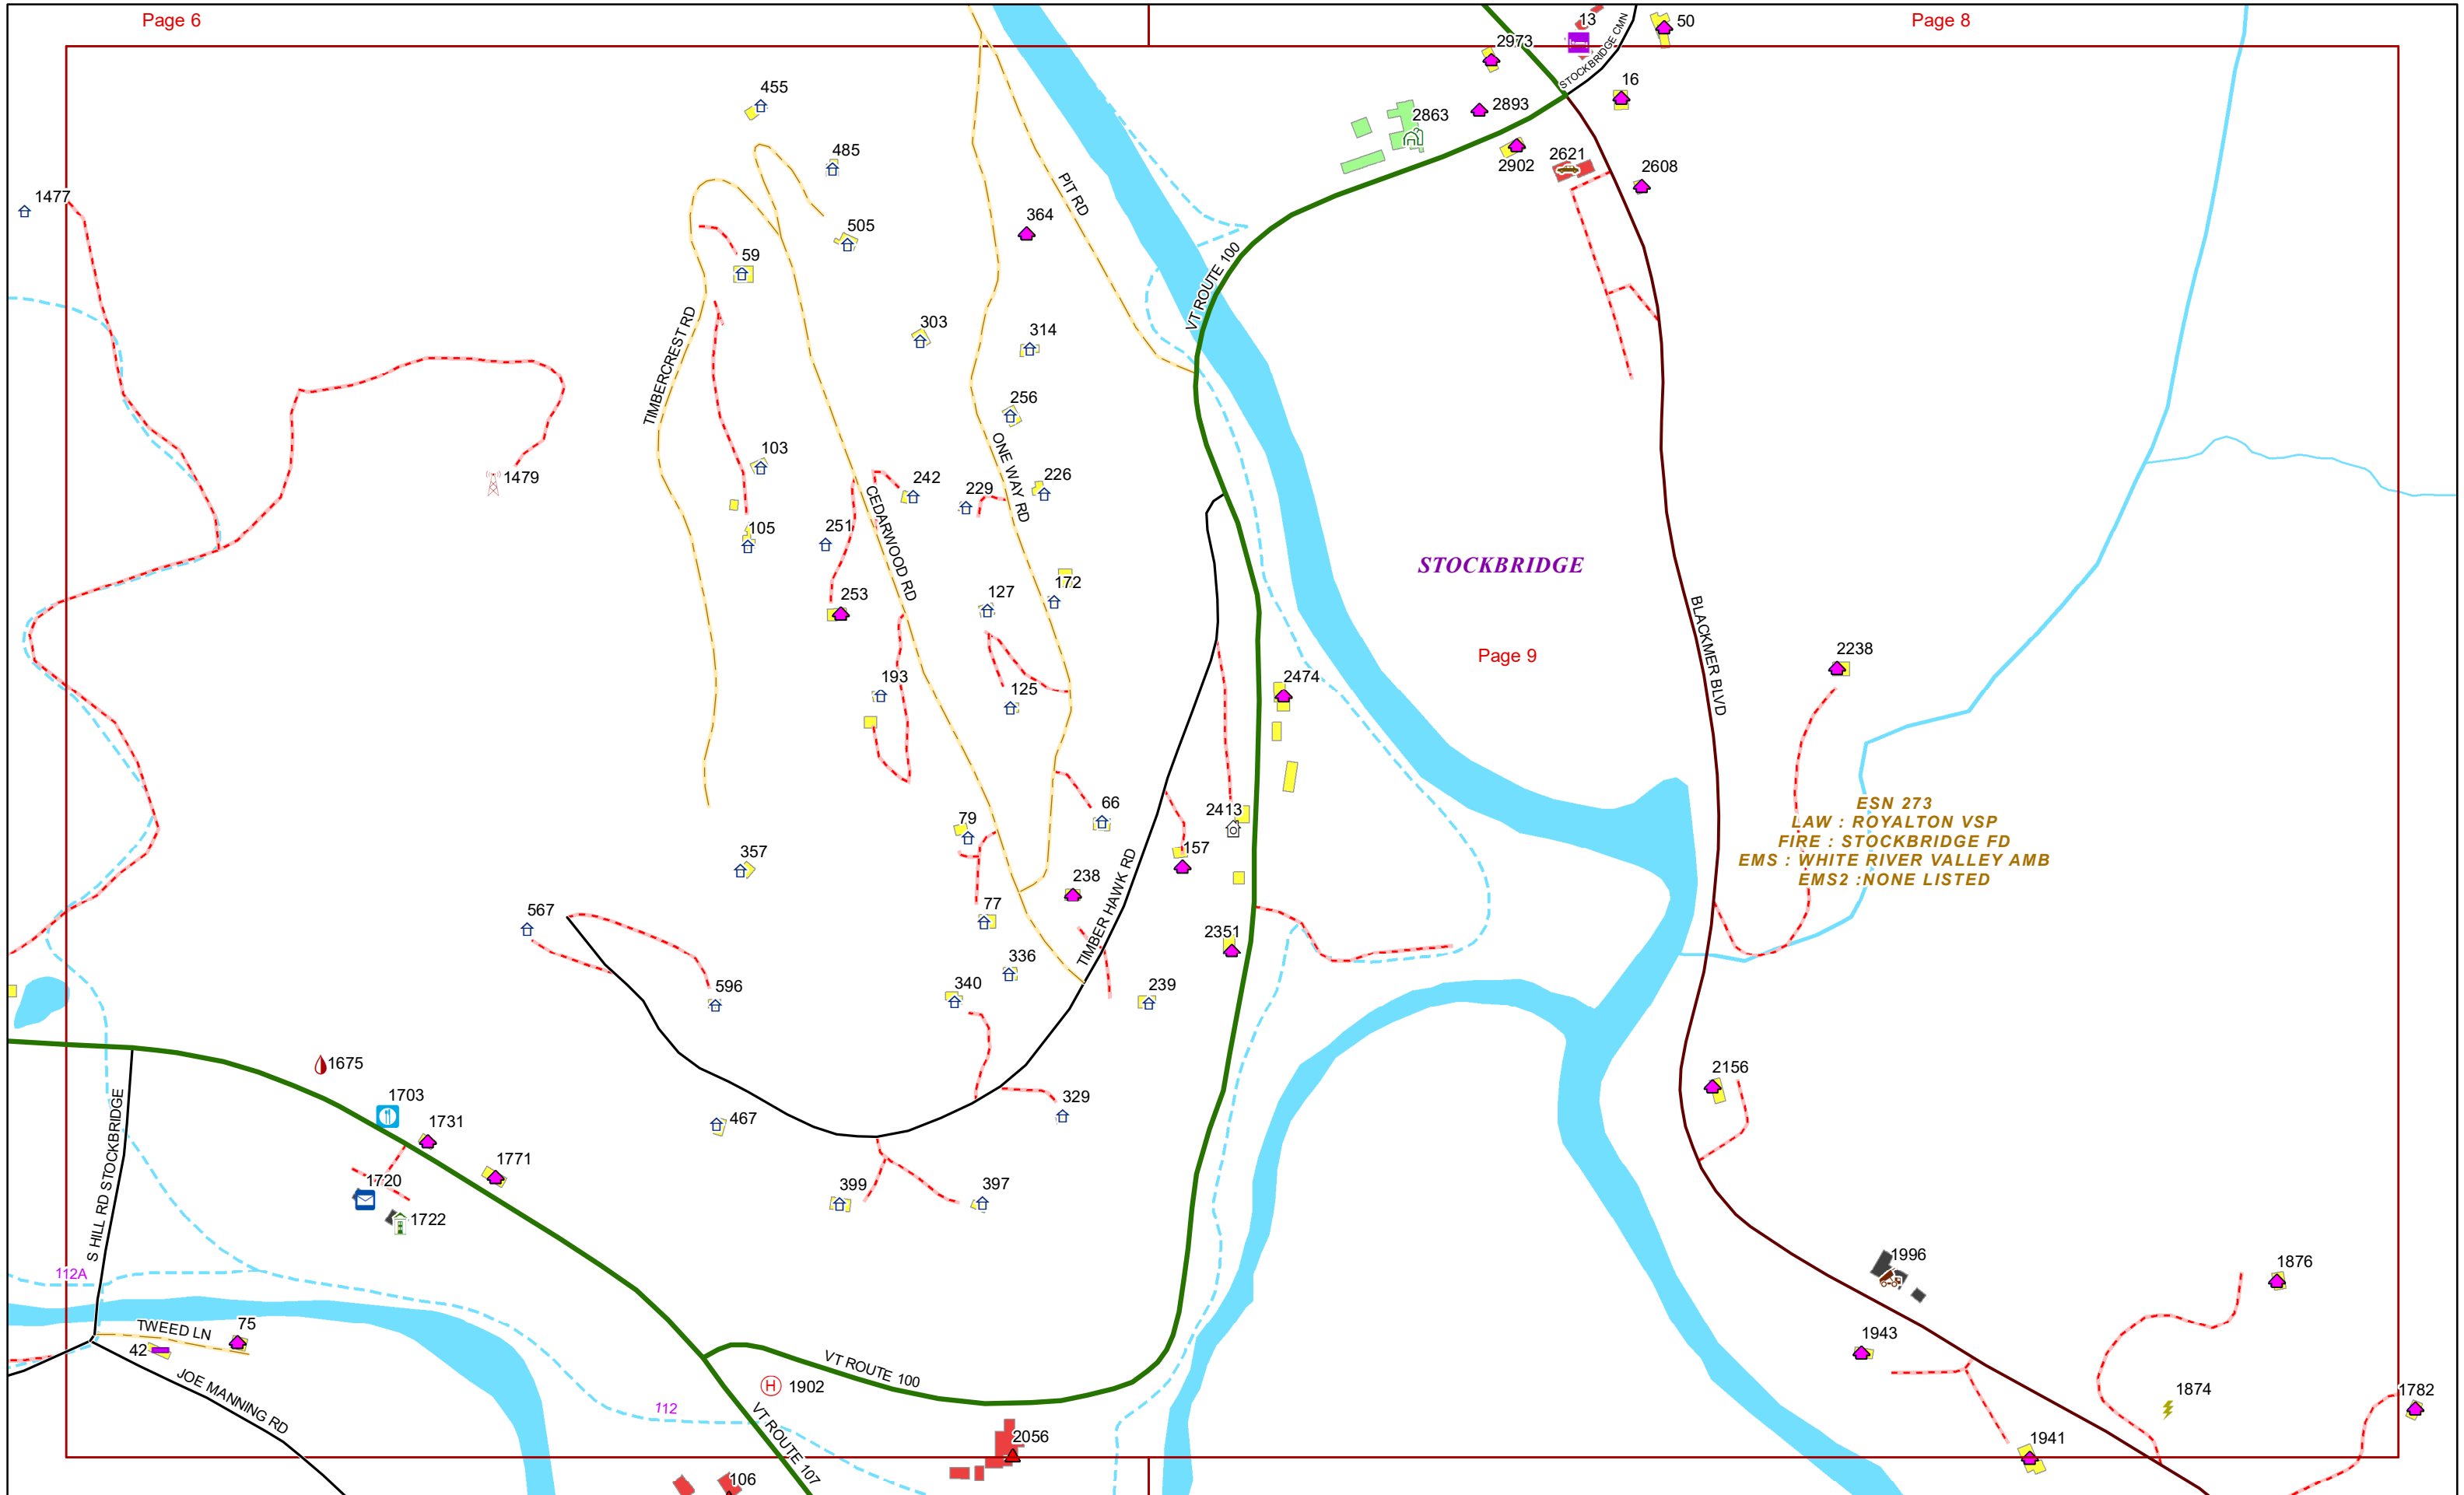 Page 6
13
50
Page 8
2973
STOCKBRIDGE CMN
455
16
2893
2863
485
2902
2621
2608
1477
PIT RD
364
505
59
VT ROUTE 100
303
314
TIMBERCREST RD
256
103
ONE WAY RD
1479
242
229
226
CEDARWOOD RD
105
251
STOCKBRIDGE
172
253
127
BLACKMER BLVD
Page 9
2238
193
2474
125
66
2413
79
ESN 273
LAW : ROYALTON VSP
FIRE : STOCKBRIDGE FD
EMS : WHITE RIVER VALLEY AMB
EMS2 :NONE LISTED
357
157
238
TIMBER HAWK RD
77
567
2351
336
596
340
239
1675
2156
1703
329
1731
467
S HILL RD STOCKBRIDGE
1771
1720
399
397
1722
1996
112A
1876
TWEED LN
75
42
1943
VT ROUTE 100
JOE MANNING RD
H 1902
1874
1782
112
VT ROUTE 107
2056
1941
106